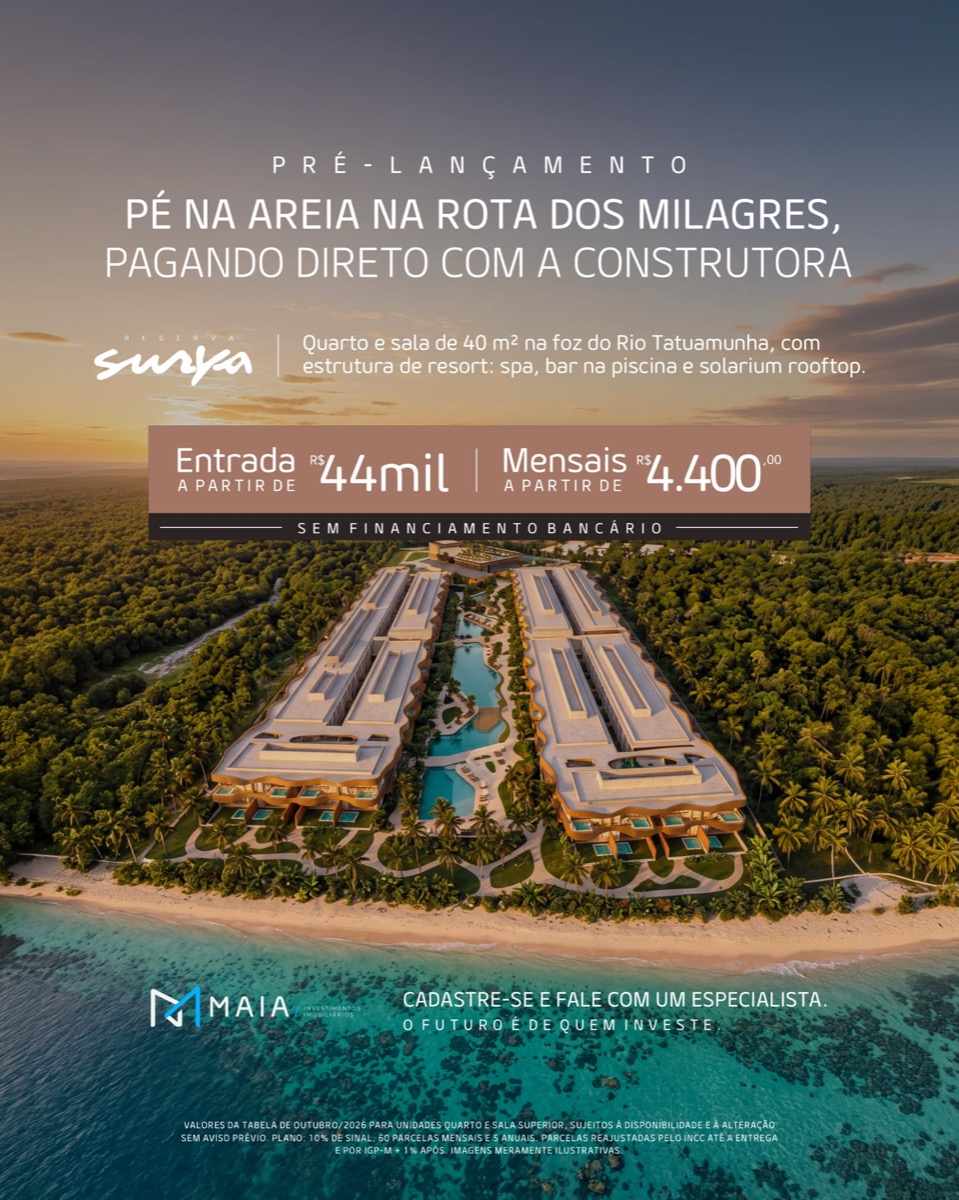 PRÉ-LANÇAMENTO
PÉ NA AREIA NA ROTA DOS MILAGRES,
PAGANDO DIRETO COM A CONSTRUTORA
RESERVA
surya
Quarto e sala de 40 m² na foz do Rio Tatuamunha, com
estrutura de resort: spa, bar na piscina e solarium rooftop.
Entrada
A PARTIR DE
R$44mil
Mensais
A PARTIR DE
R$4.400,00
SEM FINANCIAMENTO BANCÁRIO
MAIA
INVESTIMENTOS
IMOBILIÁRIOS
CADASTRE-SE E FALE COM UM ESPECIALISTA.
O FUTURO É DE QUEM INVESTE.
VALORES DA TABELA DE OUTUBRO/2026 PARA UNIDADES QUARTO E SALA SUPERIOR, SUJEITOS À DISPONIBILIDADE E À ALTERAÇÃO
SEM AVISO PRÉVIO. PLANO: 10% DE SINAL, 60 PARCELAS MENSAIS E 5 ANUAIS. PARCELAS REAJUSTADAS PELO INCC ATÉ A ENTREGA
E POR IGP-M + 1% APÓS. IMAGENS MERAMENTE ILUSTRATIVAS.